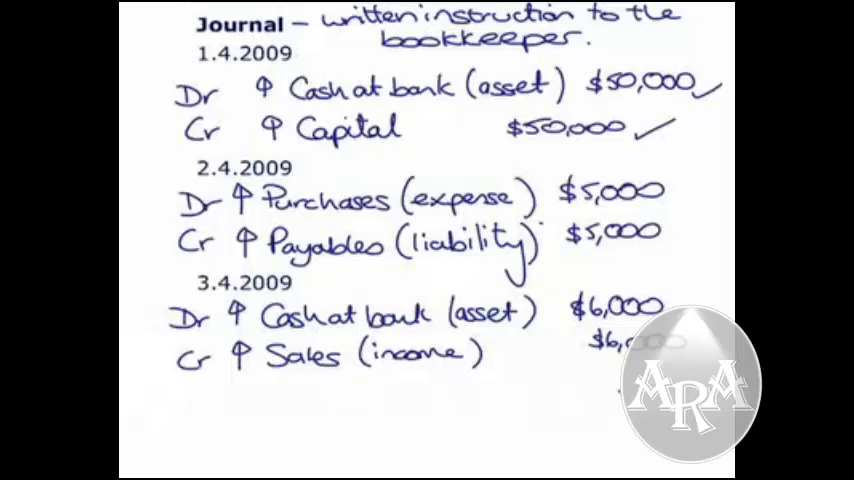 Journal – written instruction to the
bookkeeper.
1.4.2009
Dr ↑ Cash at bank (asset) $50,000 ✓
Cr ↑ Capital $50,000 ✓
2.4.2009
Dr ↑ Purchases (expense) $5,000
Cr ↑ Payables (liability) $5,000
3.4.2009
Dr ↑ Cash at bank (asset) $6,000
Cr ↑ Sales (income) $6,000
ARA